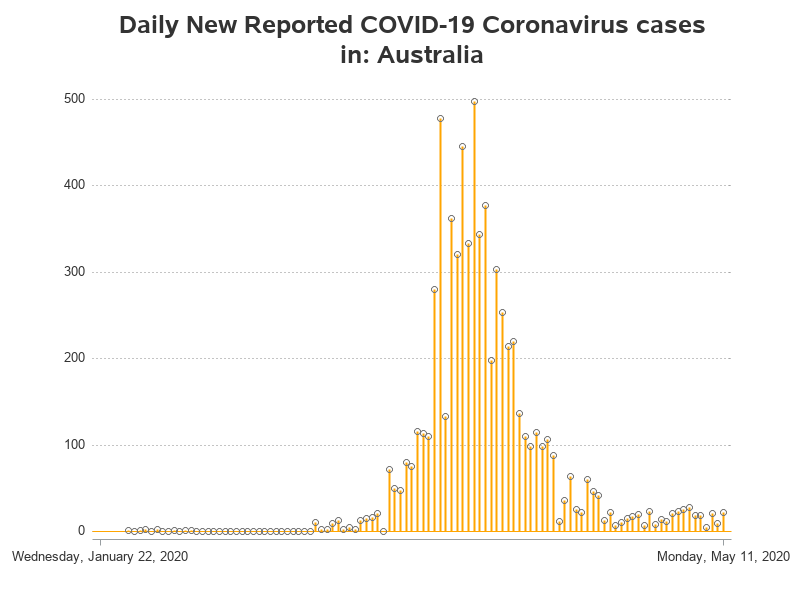 Daily New Reported COVID-19 Coronavirus cases
in: Australia
500
400
300
200
100
0
Wednesday, January 22, 2020
Monday, May 11, 2020